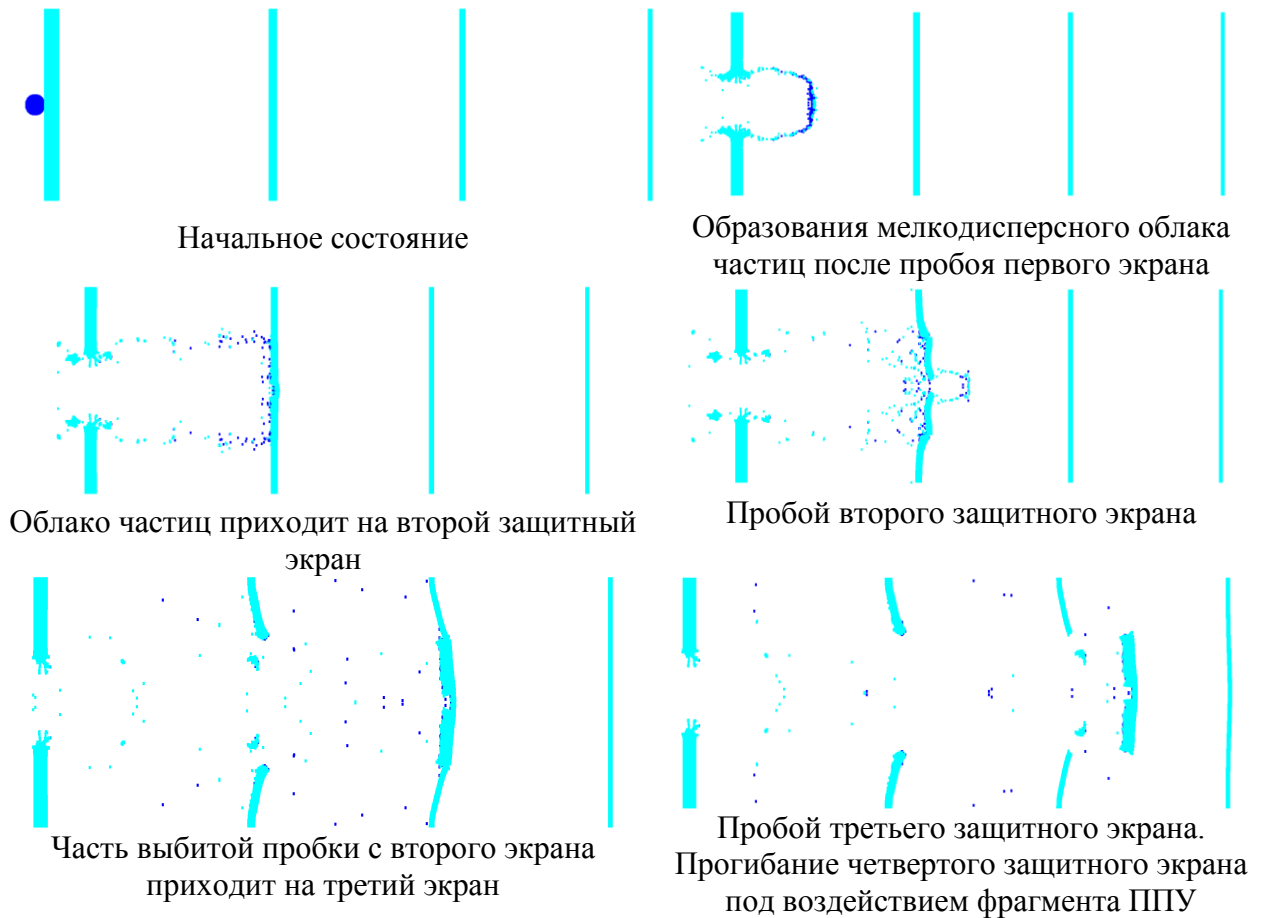 Начальное состояние
Образования мелкодисперсного облака
частиц после пробоя первого экрана
Облако частиц приходит на второй защитный
экран
Пробой второго защитного экрана
Часть выбитой пробки с второго экрана
приходит на третий экран
Пробой третьего защитного экрана.
Прогибание четвертого защитного экрана
под воздействием фрагмента ППУ